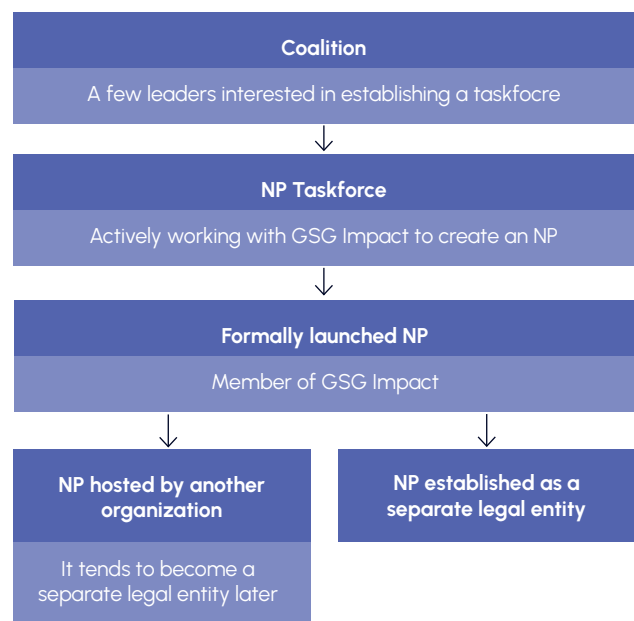 Coalition
A few leaders interested in establishing a taskfocre
NP Taskforce
Actively working with GSG Impact to create an NP
Formally launched NP
Member of GSG Impact
NP hosted by another
organization
It tends to become a
separate legal entity later
NP established as a
separate legal entity